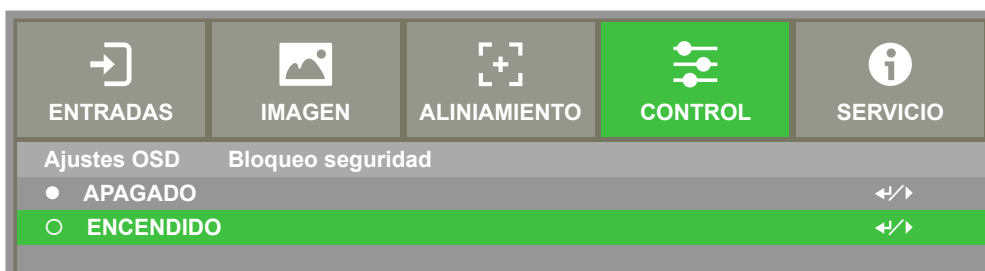 ENTRADAS IMAGEN ALINIAMIENTO CONTROL SERVICIO
Ajustes OSD Bloqueo seguridad
APAGADO
ENCENDIDO